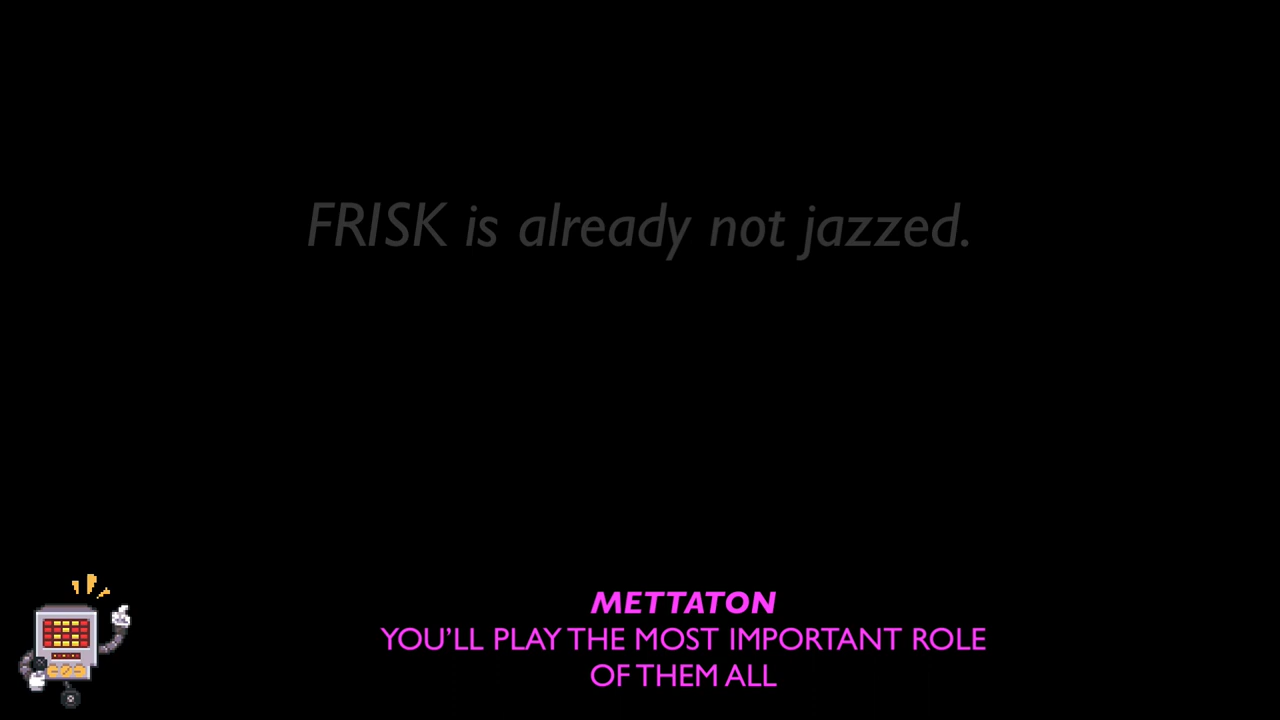 FRISK is already not jazzed.
METTATON
YOU'LL PLAY THE MOST IMPORTANT ROLE
OF THEM ALL